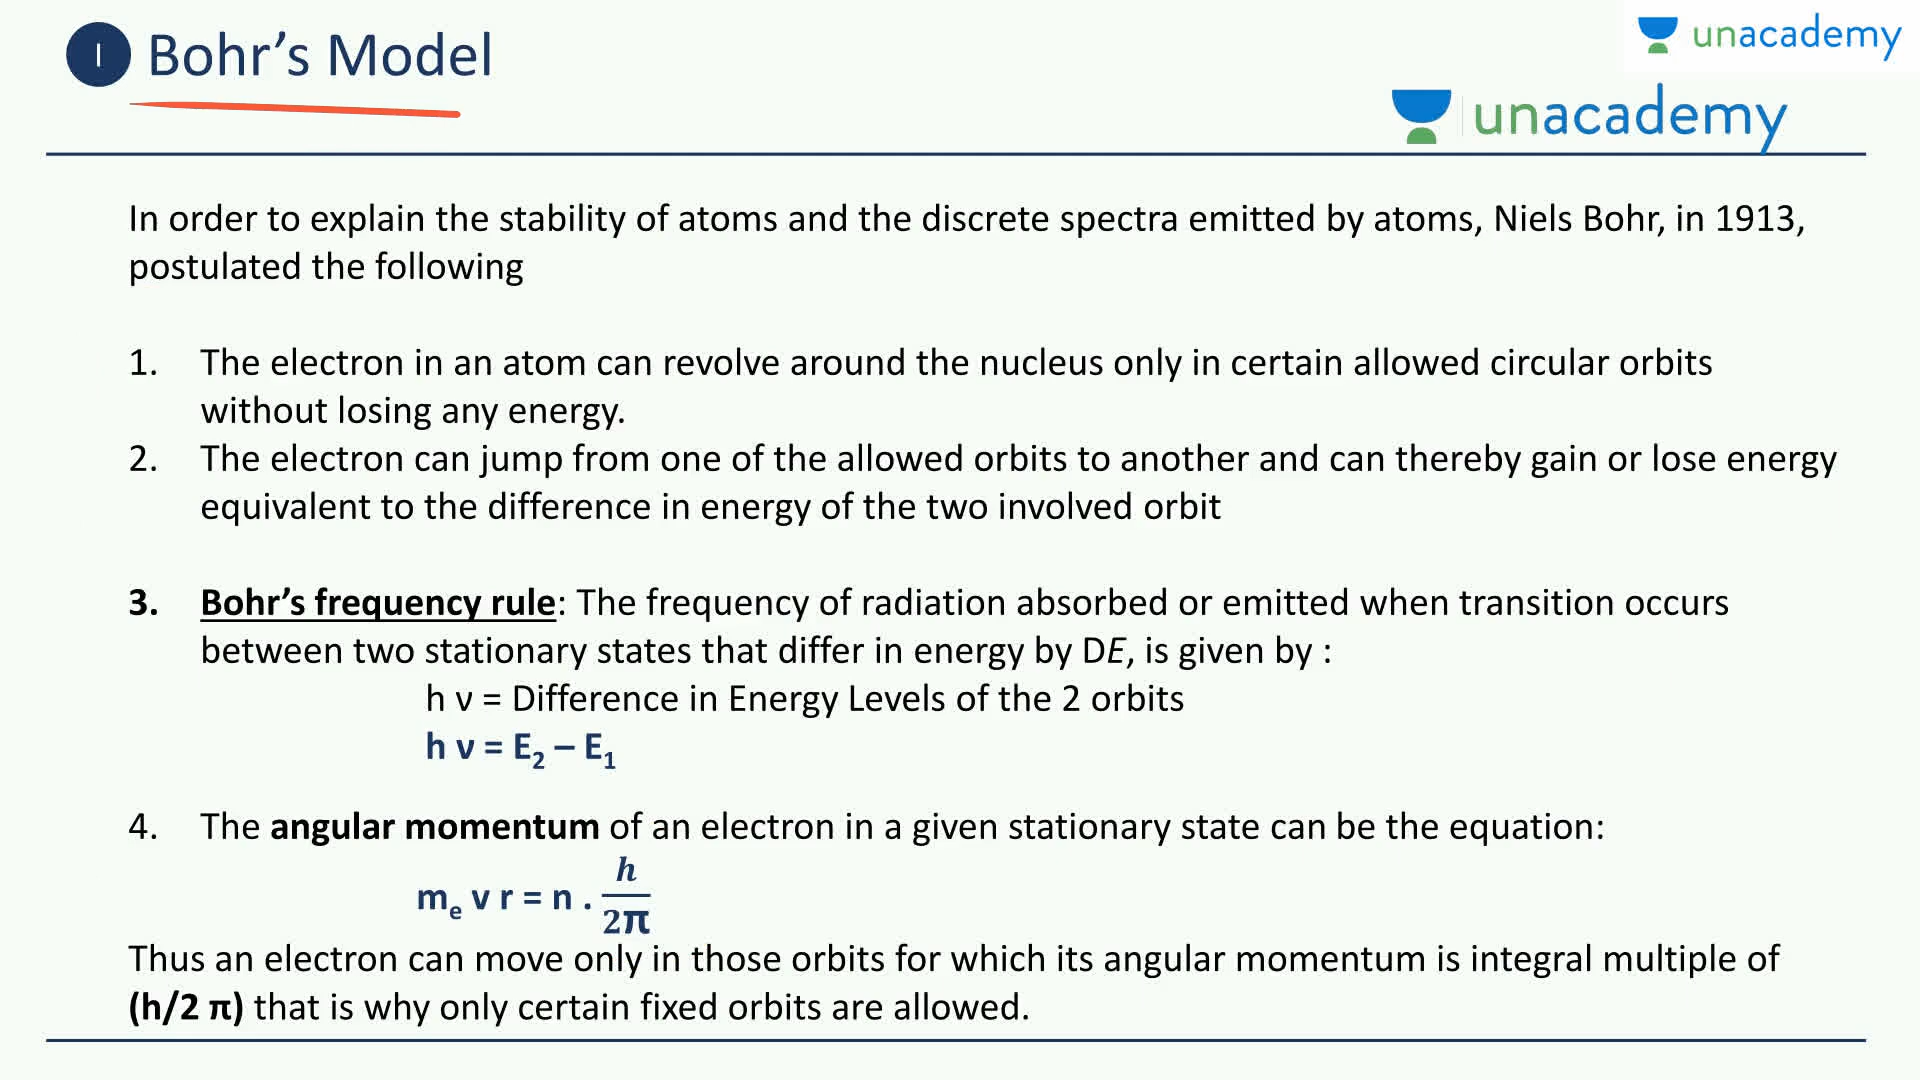 I Bohr’s Model
unacademy
unacademy
In order to explain the stability of atoms and the discrete spectra emitted by atoms, Niels Bohr, in 1913,
postulated the following
1. The electron in an atom can revolve around the nucleus only in certain allowed circular orbits
without losing any energy.
2. The electron can jump from one of the allowed orbits to another and can thereby gain or lose energy
equivalent to the difference in energy of the two involved orbit
3. Bohr’s frequency rule: The frequency of radiation absorbed or emitted when transition occurs
between two stationary states that differ in energy by DE, is given by :
h ν = Difference in Energy Levels of the 2 orbits
h ν = E₂ – E₁
4. The angular momentum of an electron in a given stationary state can be the equation:
mₑ v r = n . h/2π
Thus an electron can move only in those orbits for which its angular momentum is integral multiple of
(h/2 π) that is why only certain fixed orbits are allowed.